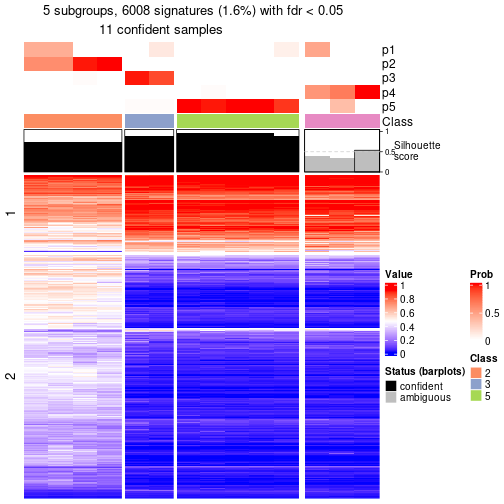 5 subgroups, 6008 signatures (1.6%) with fdr < 0.05
11 confident samples
p1
p2
p3
p4
p5
Class
1
0.5
0
Silhouette
score
1
2
Value
1
0.8
0.6
0.4
0.2
0
Status (barplots)
confident
ambiguous
Prob
1
0.5
0
Class
2
3
5